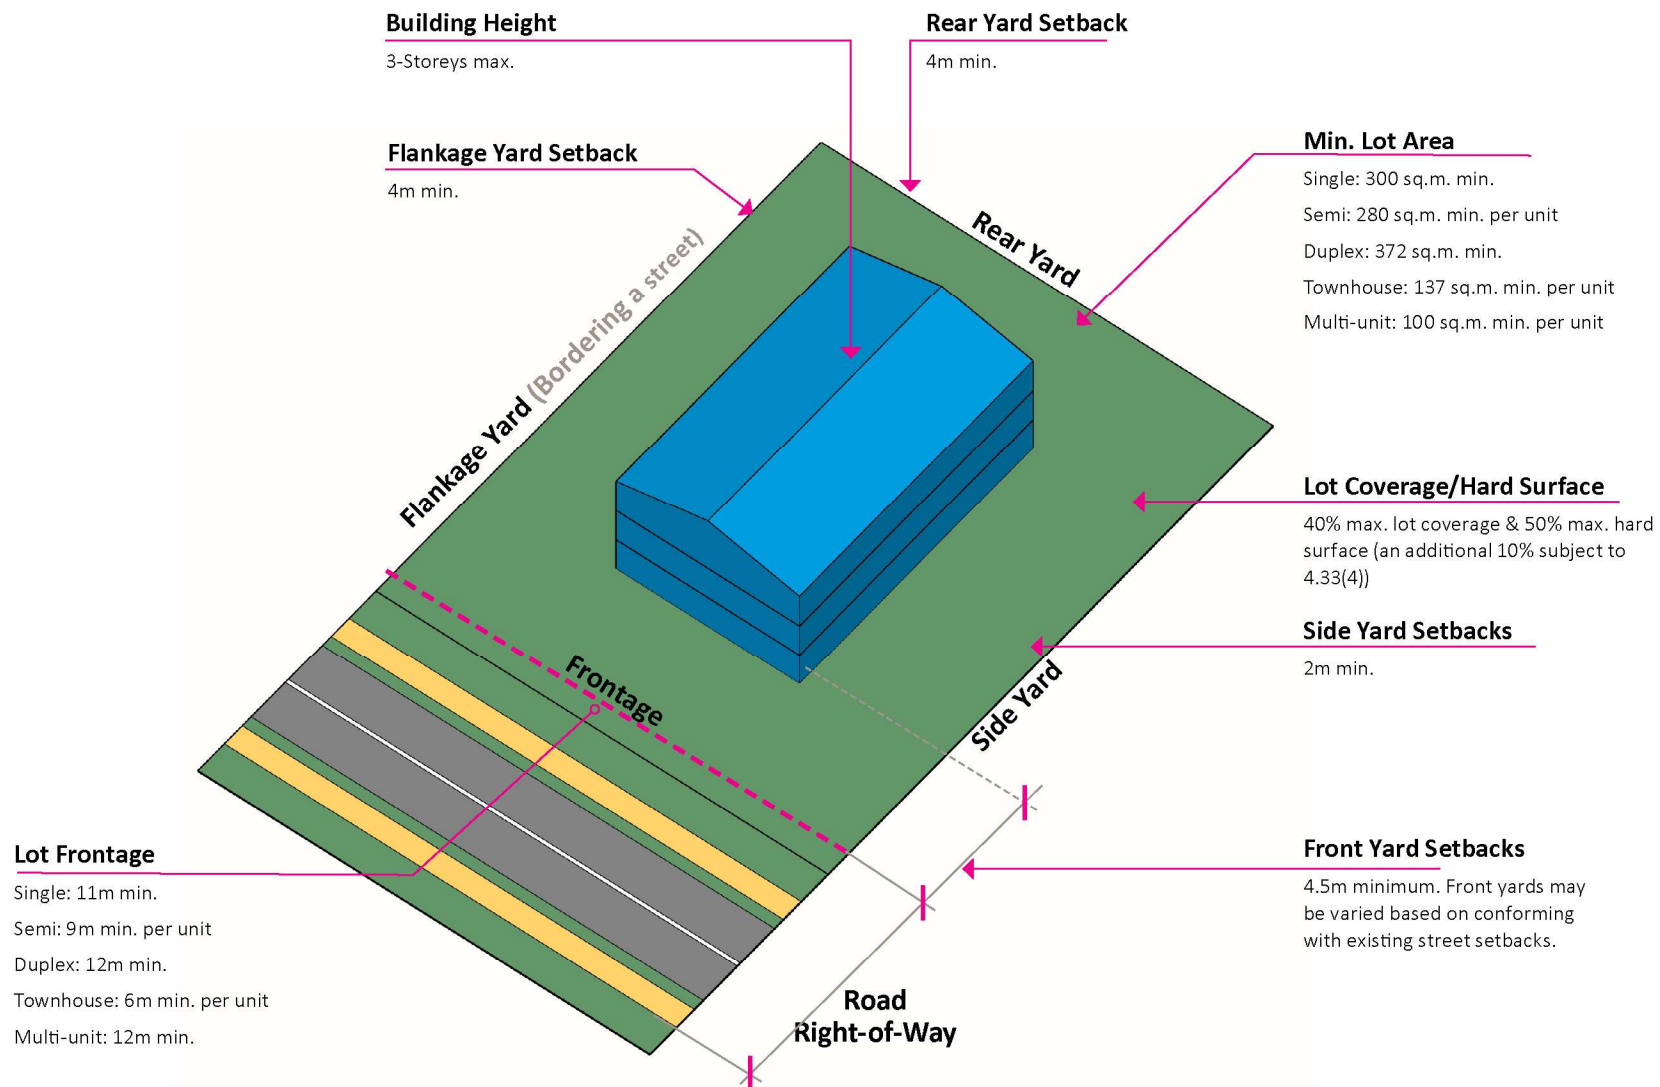 Building Height
3-Storeys max.
Rear Yard Setback
4m min.
Flankage Yard Setback
4m min.
Min. Lot Area
Single: 300 sq.m. min.
Semi: 280 sq.m. min. per unit
Duplex: 372 sq.m. min.
Townhouse: 137 sq.m. min. per unit
Multi-unit: 100 sq.m. min. per unit
Rear Yard
Flankage Yard (Bordering a street)
Lot Coverage/Hard Surface
40% max. lot coverage & 50% max. hard
surface (an additional 10% subject to
4.33(4))
Side Yard Setbacks
2m min.
Frontage
Side Yard
Lot Frontage
Single: 11m min.
Semi: 9m min. per unit
Duplex: 12m min.
Townhouse: 6m min. per unit
Multi-unit: 12m min.
Front Yard Setbacks
4.5m minimum. Front yards may
be varied based on conforming
with existing street setbacks.
Road
Right-of-Way